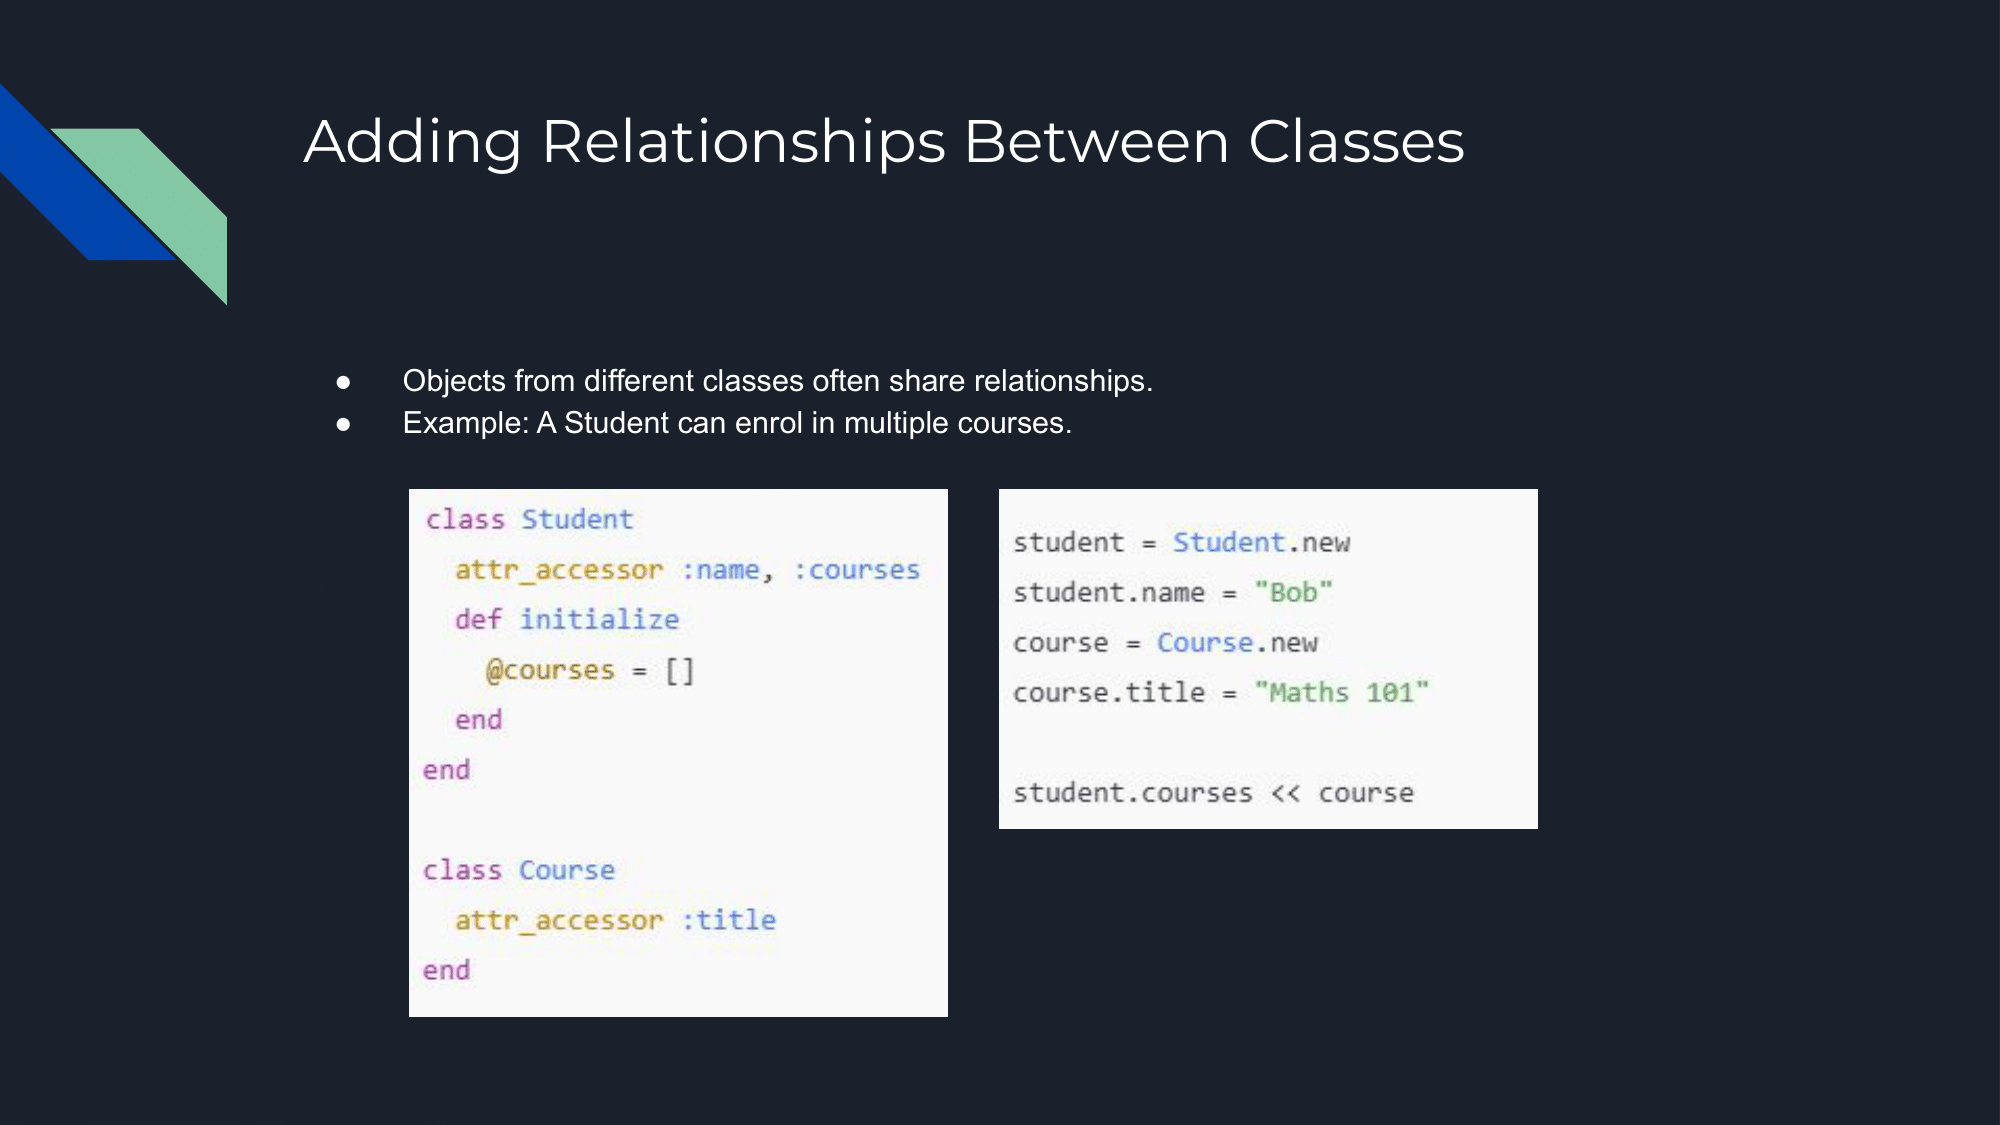 Adding Relationships Between Classes
● Objects from different classes often share relationships.
● Example: A Student can enrol in multiple courses.
class Student
  attr_accessor :name, :courses
  def initialize
    @courses = []
  end
end
class Course
  attr_accessor :title
end
student = Student.new
student.name = "Bob"
course = Course.new
course.title = "Maths 101"
student.courses << course